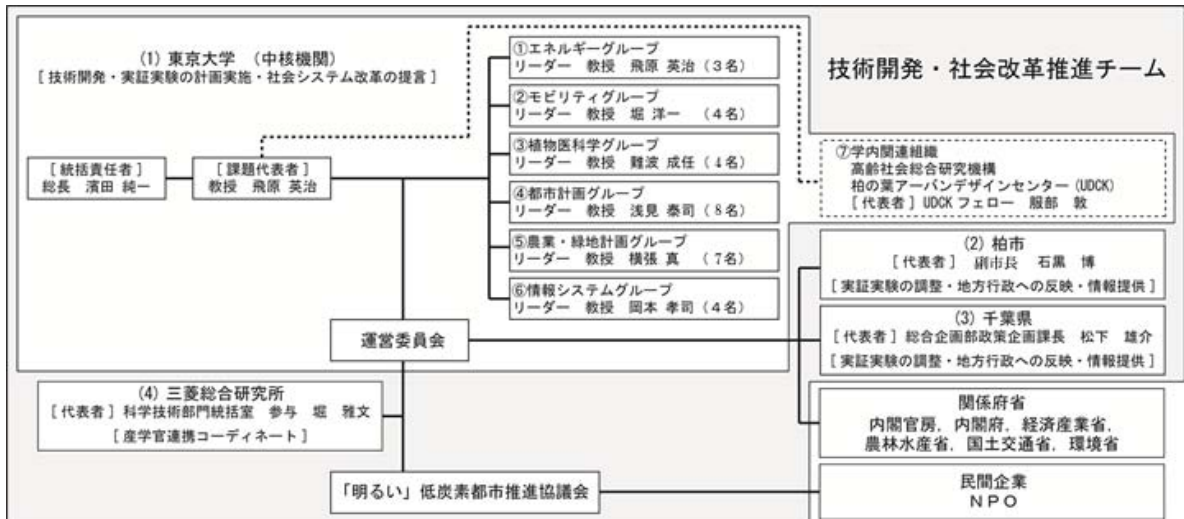 (1) 東京大学 （中核機関）
[ 技術開発・実証実験の計画実施・社会システム改革の提言 ]
[ 統括責任者 ]
総長 濱田 純一
[ 課題代表者 ]
教授 飛原 英治
①エネルギーグループ
リーダー 教授 飛原 英治（３名）
②モビリティグループ
リーダー 教授 堀 洋一 （４名）
③植物医科学グループ
リーダー 教授 難波 成任（４名）
④都市計画グループ
リーダー 教授 浅見 泰司（８名）
⑤農業・緑地計画グループ
リーダー 教授 横張 真 （７名）
⑥情報システムグループ
リーダー 教授 岡本 孝司（４名）
技術開発・社会改革推進チーム
⑦学内関連組織
高齢社会総合研究機構
柏の葉アーバンデザインセンター（UDCK）
[ 代表者 ] UDCK フェロー 服部 敦
(2) 柏市
[ 代表者 ] 副市長 石黒 博
[ 実証実験の調整・地方行政への反映・情報提供 ]
(3) 千葉県
[ 代表者 ] 総合企画部政策企画課長 松下 雄介
[ 実証実験の調整・地方行政への反映・情報提供 ]
運営委員会
(4) 三菱総合研究所
[ 代表者 ] 科学技術部門統括室 参与 堀 雅文
[ 産学官連携コーディネート ]
関係府省
内閣官房，内閣府，経済産業省，
農林水産省，国土交通省，環境省
「明るい」低炭素都市推進協議会
民間企業
ＮＰＯ